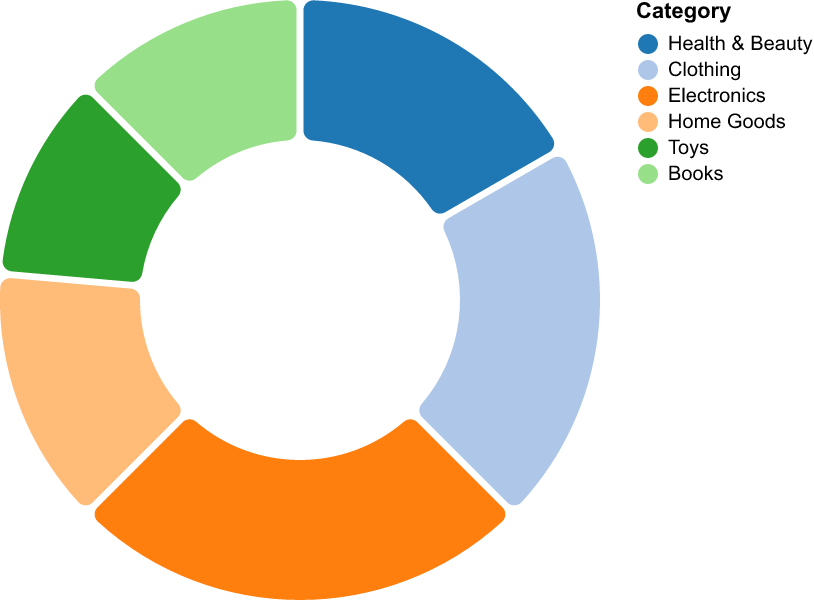 Category
Health & Beauty
Clothing
Electronics
Home Goods
Toys
Books